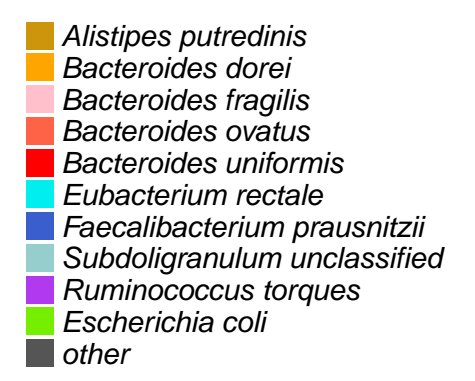 Alistipes putredinis
Bacteroides dorei
Bacteroides fragilis
Bacteroides ovatus
Bacteroides uniformis
Eubacterium rectale
Faecalibacterium prausnitzii
Subdoligranulum unclassified
Ruminococcus torques
Escherichia coli
other